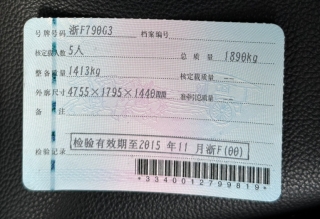 号牌号码 浙F790G3 档案编号
核定载人数 5人 总质量 1890kg
整备质量 1413kg 核定载质量 --
外廓尺寸 4755×1795×1440mm 准牵引总质量 --
备注
检验记录 检验有效期至2015年11月浙F(00)
*3340012799819*